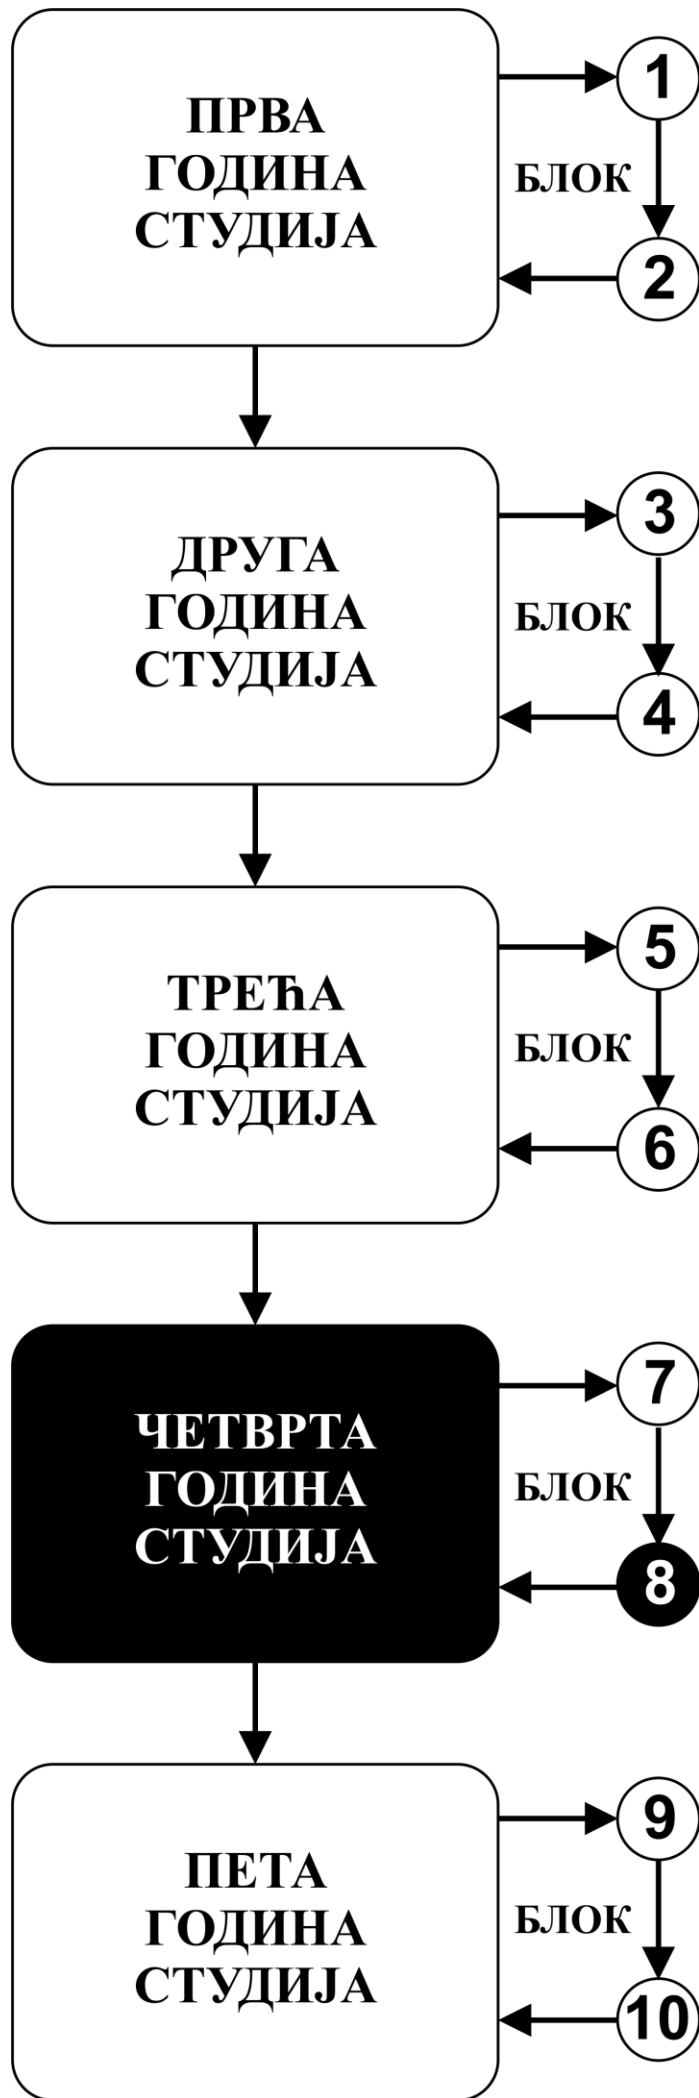 ПРВА
ГОДИНА
СТУДИЈА
1
БЛОК
2
ДРУГА
ГОДИНА
СТУДИЈА
3
БЛОК
4
ТРЕЋА
ГОДИНА
СТУДИЈА
5
БЛОК
6
ЧЕТВРТА
ГОДИНА
СТУДИЈА
7
БЛОК
8
ПЕТА
ГОДИНА
СТУДИЈА
9
БЛОК
10